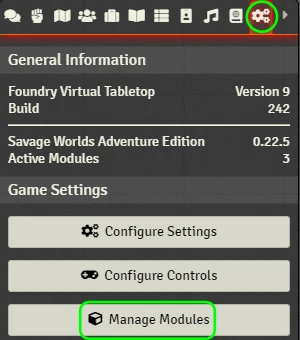 General Information
Foundry Virtual Tabletop Version 9
Build 242
Savage Worlds Adventure Edition 0.22.5
Active Modules 3
Game Settings
Configure Settings
Configure Controls
Manage Modules